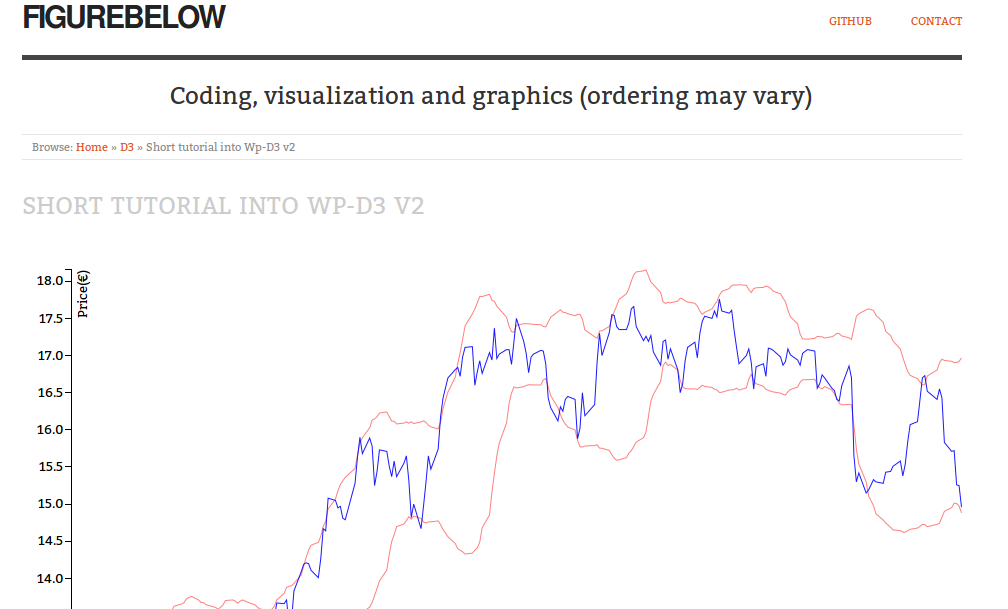 FIGUREBELOW
GITHUB CONTACT
Coding, visualization and graphics (ordering may vary)
Browse: Home » D3 » Short tutorial into Wp-D3 v2
SHORT TUTORIAL INTO WP-D3 V2
Price(€)
18.0
17.5
17.0
16.5
16.0
15.5
15.0
14.5
14.0